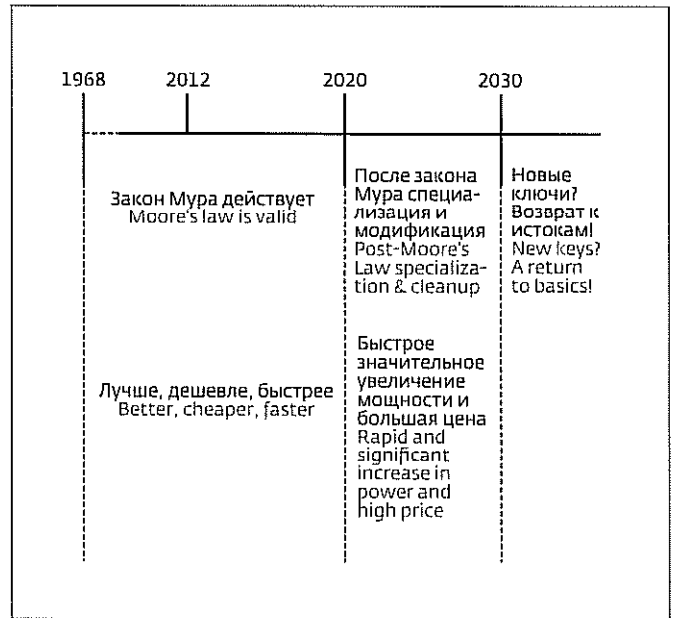 1968 2012 2020 2030
Закон Мура действует
Moore's law is valid
После закона
Мура специа-
лизация и
модификация
Post-Moore's
Law specializa-
tion & cleanup
Новые
ключи?
Возврат к
истокам!
New keys?
A return
to basics!
Лучше, дешевле, быстрее
Better, cheaper, faster
Быстрое
значительное
увеличение
мощности и
большая цена
Rapid and
significant
increase in
power and
high price